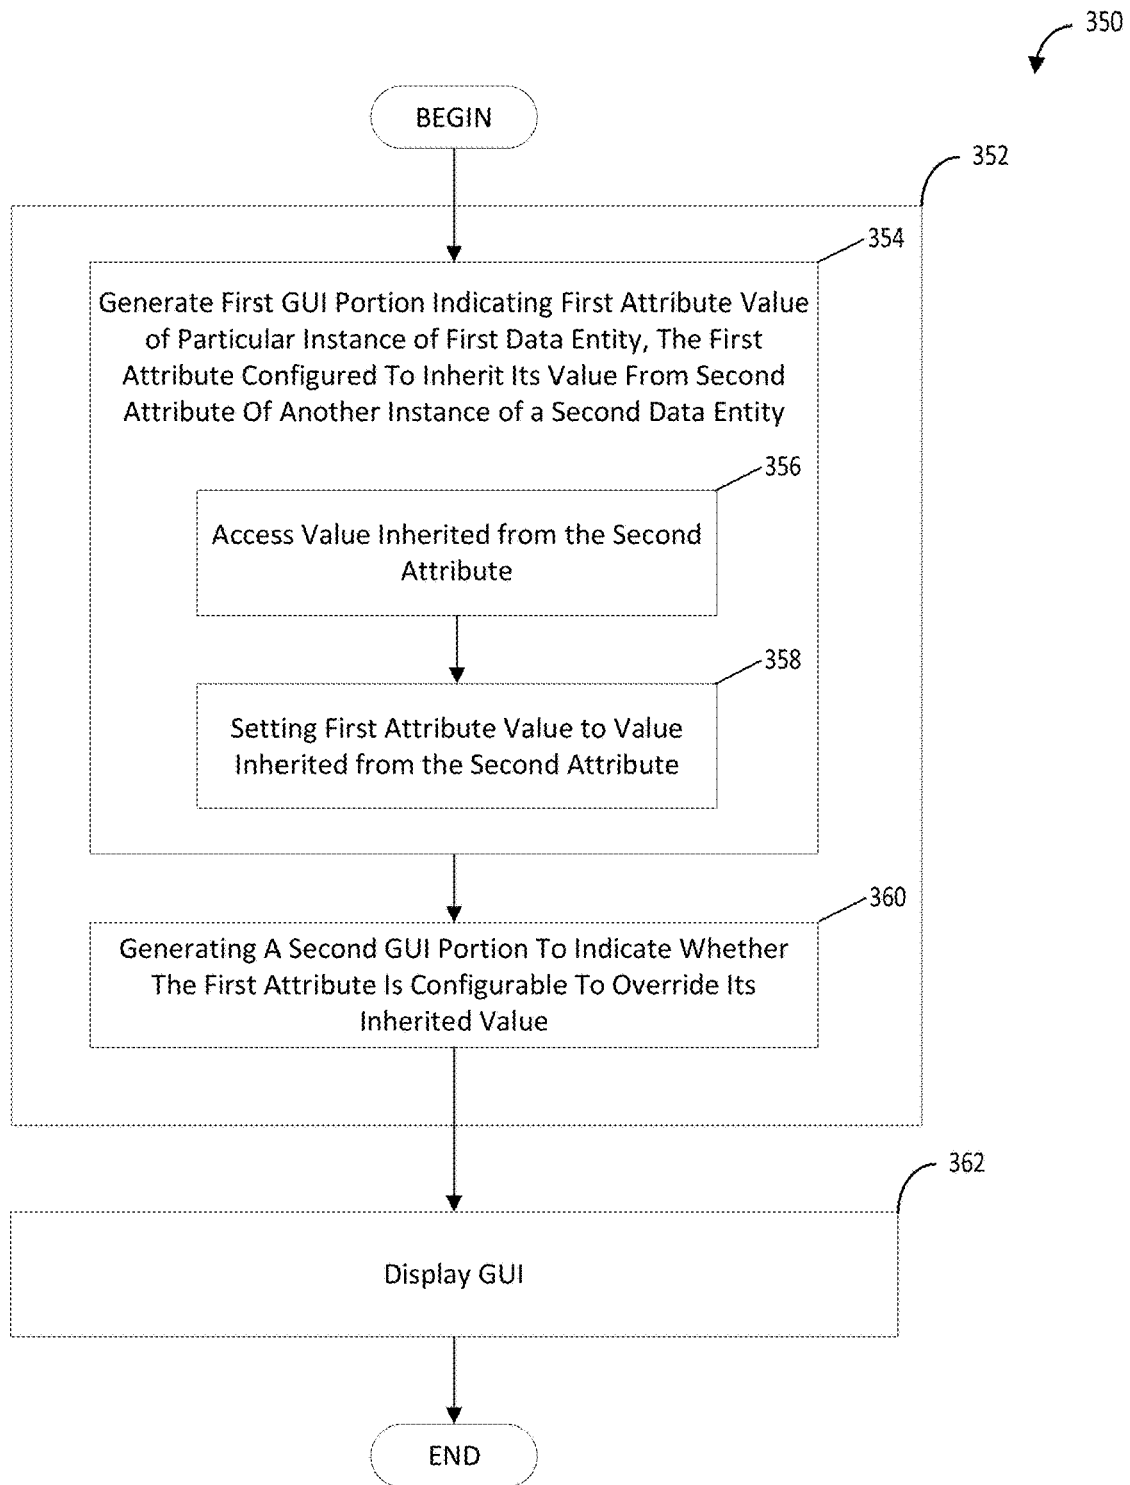 350
BEGIN
352
354
Generate First GUI Portion Indicating First Attribute Value
of Particular Instance of First Data Entity, The First
Attribute Configured To Inherit Its Value From Second
Attribute Of Another Instance of a Second Data Entity
356
Access Value Inherited from the Second
Attribute
358
Setting First Attribute Value to Value
Inherited from the Second Attribute
360
Generating A Second GUI Portion To Indicate Whether
The First Attribute Is Configurable To Override Its
Inherited Value
362
Display GUI
END